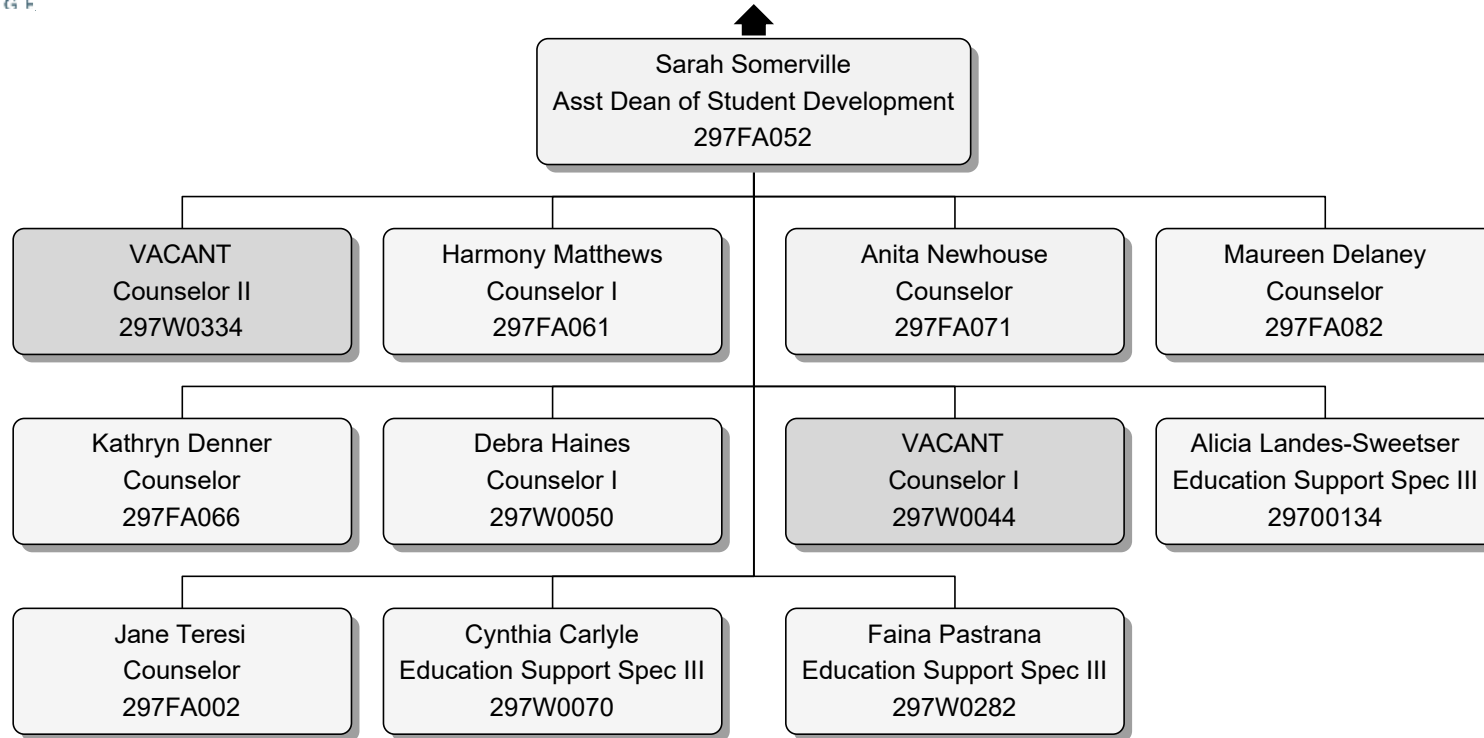 Sarah Somerville
Asst Dean of Student Development
297FA052
VACANT
Counselor II
297W0334
Harmony Matthews
Counselor I
297FA061
Anita Newhouse
Counselor
297FA071
Maureen Delaney
Counselor
297FA082
Kathryn Denner
Counselor
297FA066
Debra Haines
Counselor I
297W0050
VACANT
Counselor I
297W0044
Alicia Landes-Sweetser
Education Support Spec III
29700134
Jane Teresi
Counselor
297FA002
Cynthia Carlyle
Education Support Spec III
297W0070
Faina Pastrana
Education Support Spec III
297W0282